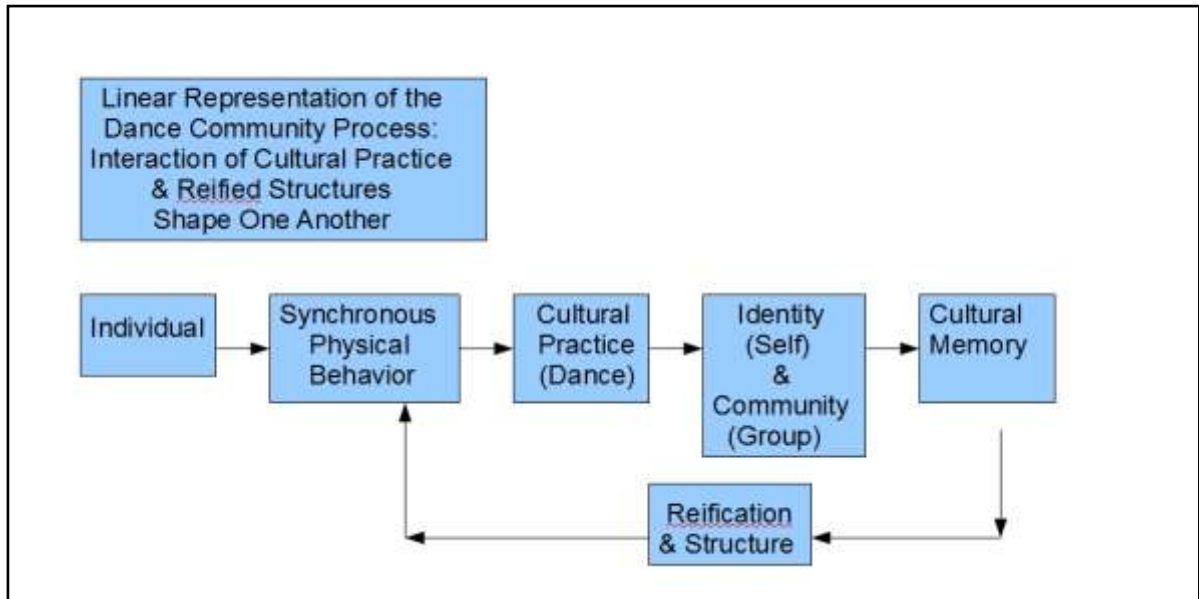 Linear Representation of the
Dance Community Process:
Interaction of Cultural Practice
& Reified Structures
Shape One Another
Individual
Synchronous
Physical
Behavior
Cultural
Practice
(Dance)
Identity
(Self)
&
Community
(Group)
Cultural
Memory
Reification
& Structure